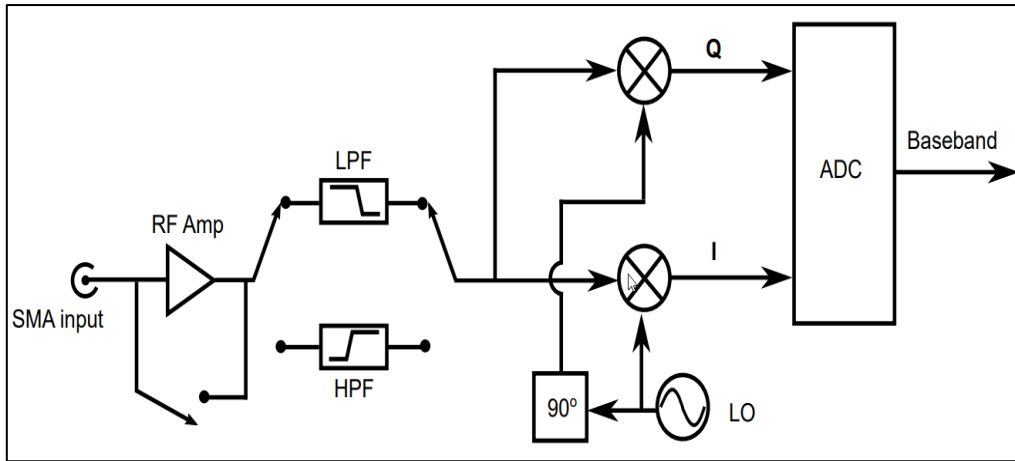 Q
LPF
ADC
Baseband
RF Amp
I
SMA input
HPF
90º
LO